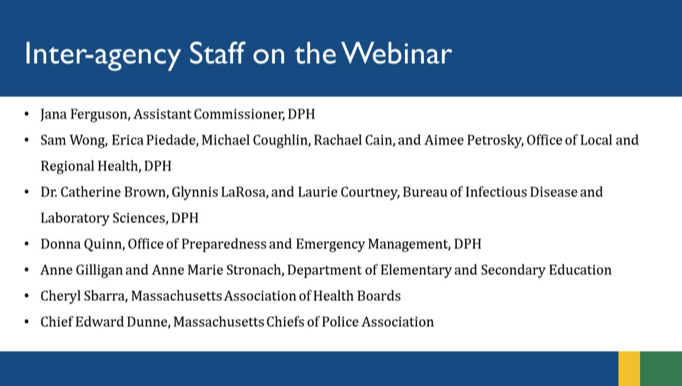 Inter-agency Staff on the Webinar
• Jana Ferguson, Assistant Commissioner, DPH
• Sam Wong, Erica Piedade, Michael Coughlin, Rachael Cain, and Aimee Petrosky, Office of Local and
Regional Health, DPH
• Dr. Catherine Brown, Glynnis LaRosa, and Laurie Courtney, Bureau of Infectious Disease and
Laboratory Sciences, DPH
• Donna Quinn, Office of Preparedness and Emergency Management, DPH
• Anne Gilligan and Anne Marie Stronach, Department of Elementary and Secondary Education
• Cheryl Sbarra, Massachusetts Association of Health Boards
• Chief Edward Dunne, Massachusetts Chiefs of Police Association